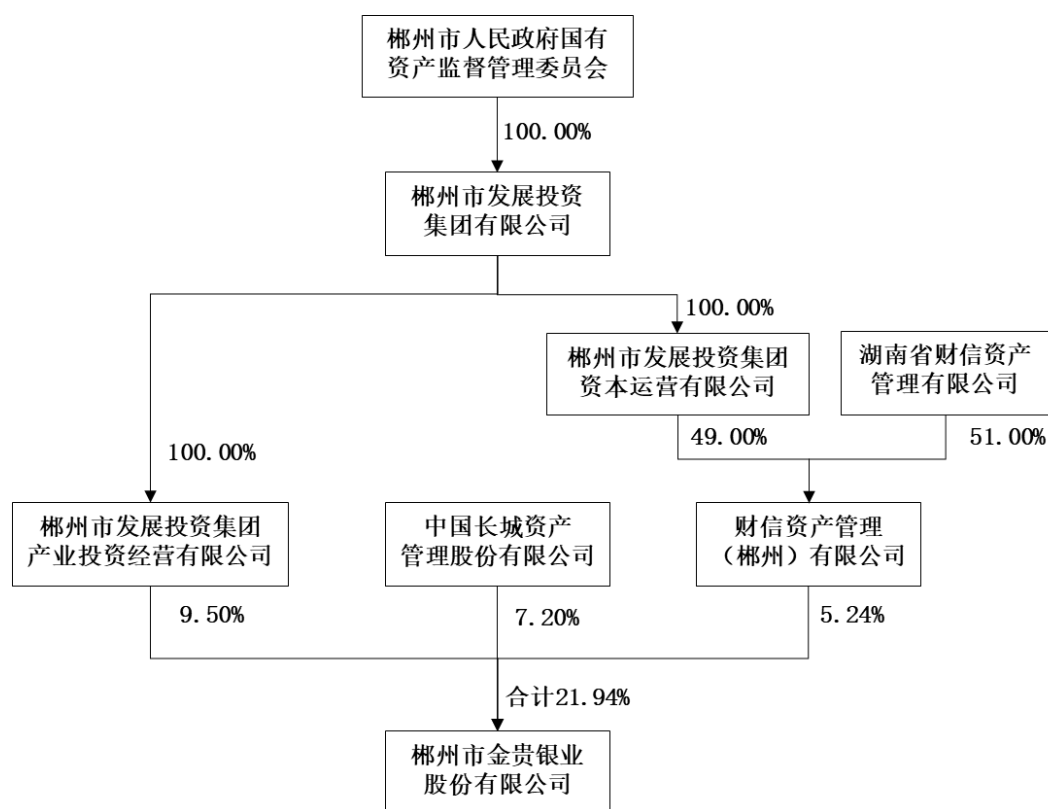 郴州市人民政府国有
资产监督管理委员会
100.00%
郴州市发展投资
集团有限公司
100.00%
郴州市发展投资集团
资本运营有限公司
湖南省财信资产
管理有限公司
49.00%
51.00%
100.00%
郴州市发展投资集团
产业投资经营有限公司
中国长城资产
管理股份有限公司
财信资产管理
（郴州）有限公司
9.50%
7.20%
5.24%
合计21.94%
郴州市金贵银业
股份有限公司